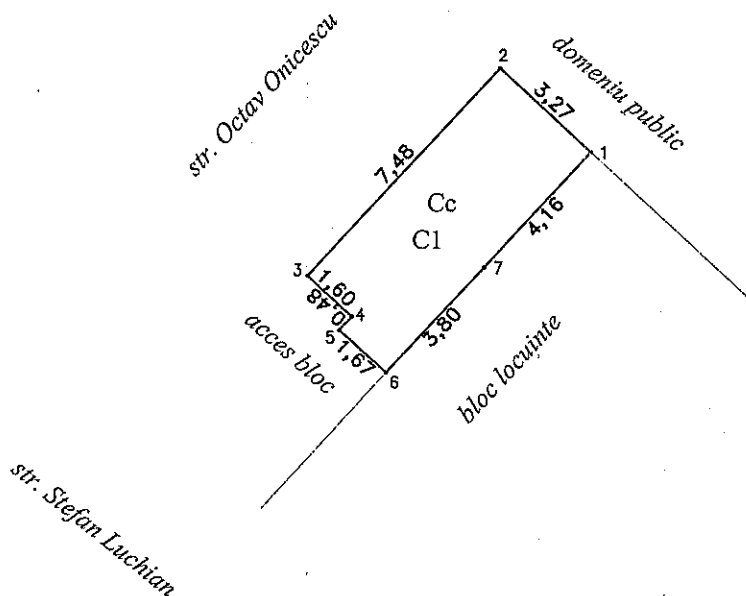 str. Octav Onicescu
domeniu public
2
3,27
1
7,48
Cc
C1
4,16
7
3
1,60
0,48
4
5
1,67
6
3,80
acces bloc
bloc locuințe
str. Stefan Luchian